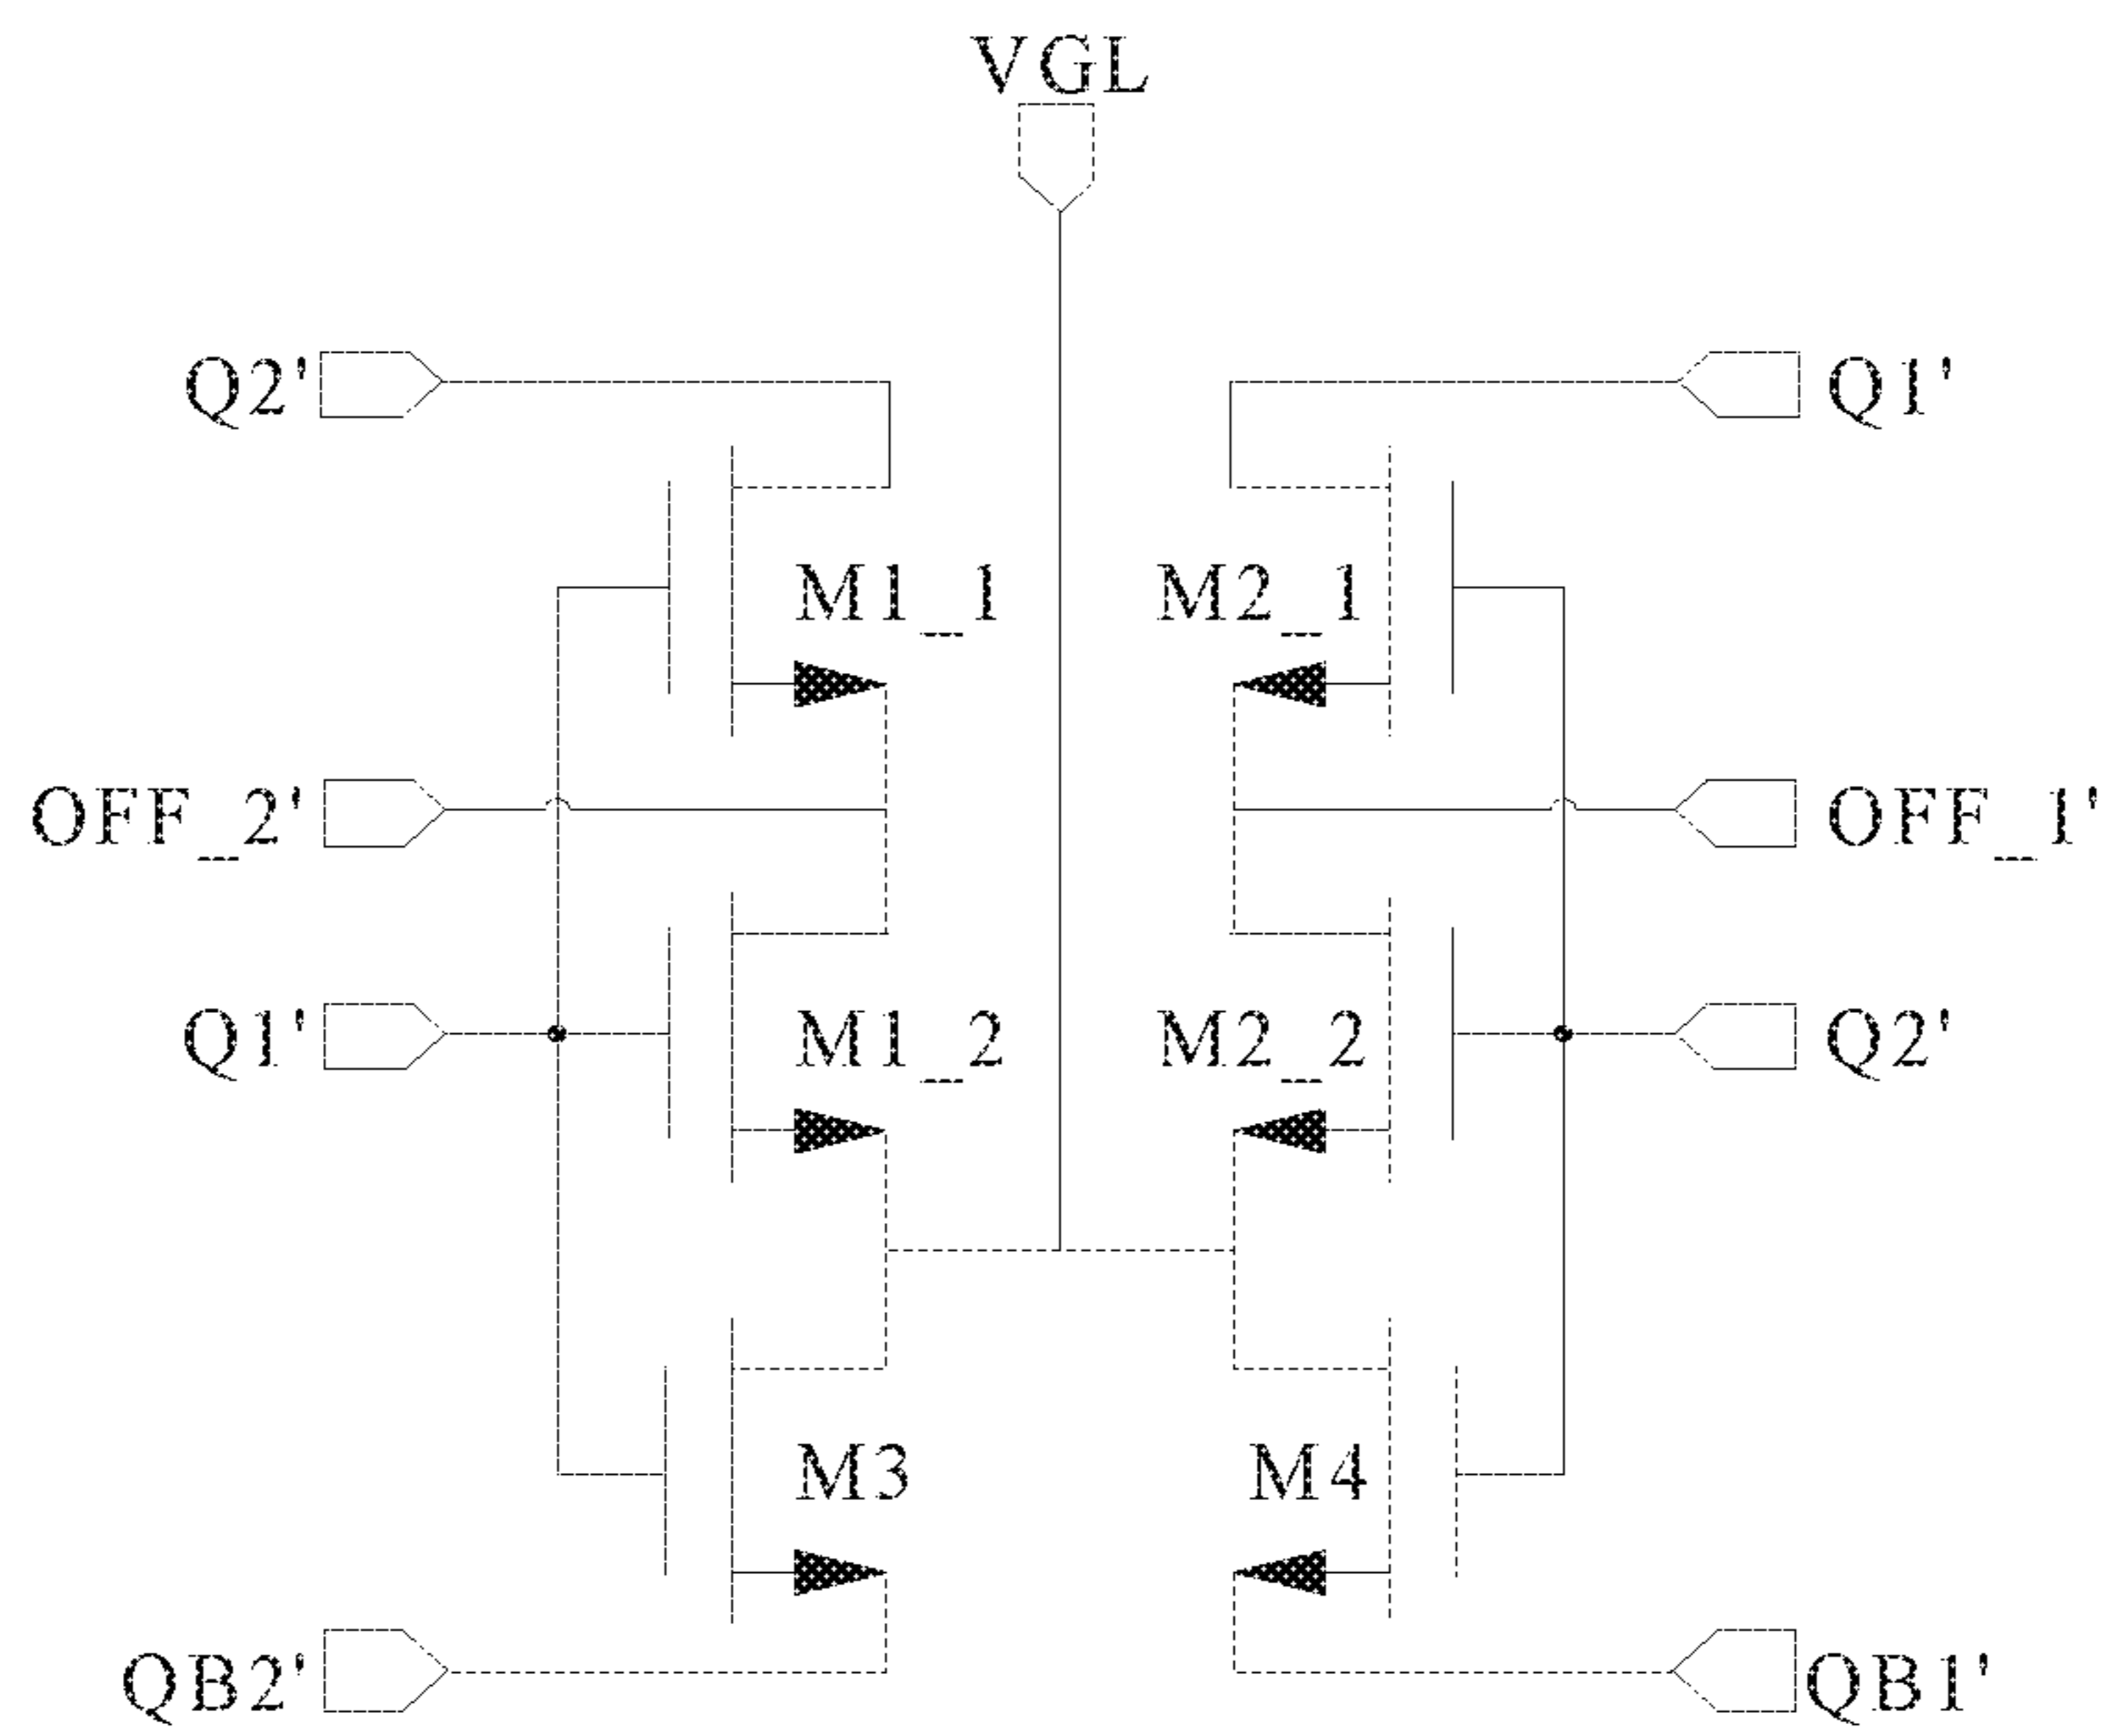 VGL
Q2' Q1'
M1_1 M2_1
OFF_2' OFF_1'
Q1' M1_2 M2_2 Q2'
M3 M4
QB2' QB1'